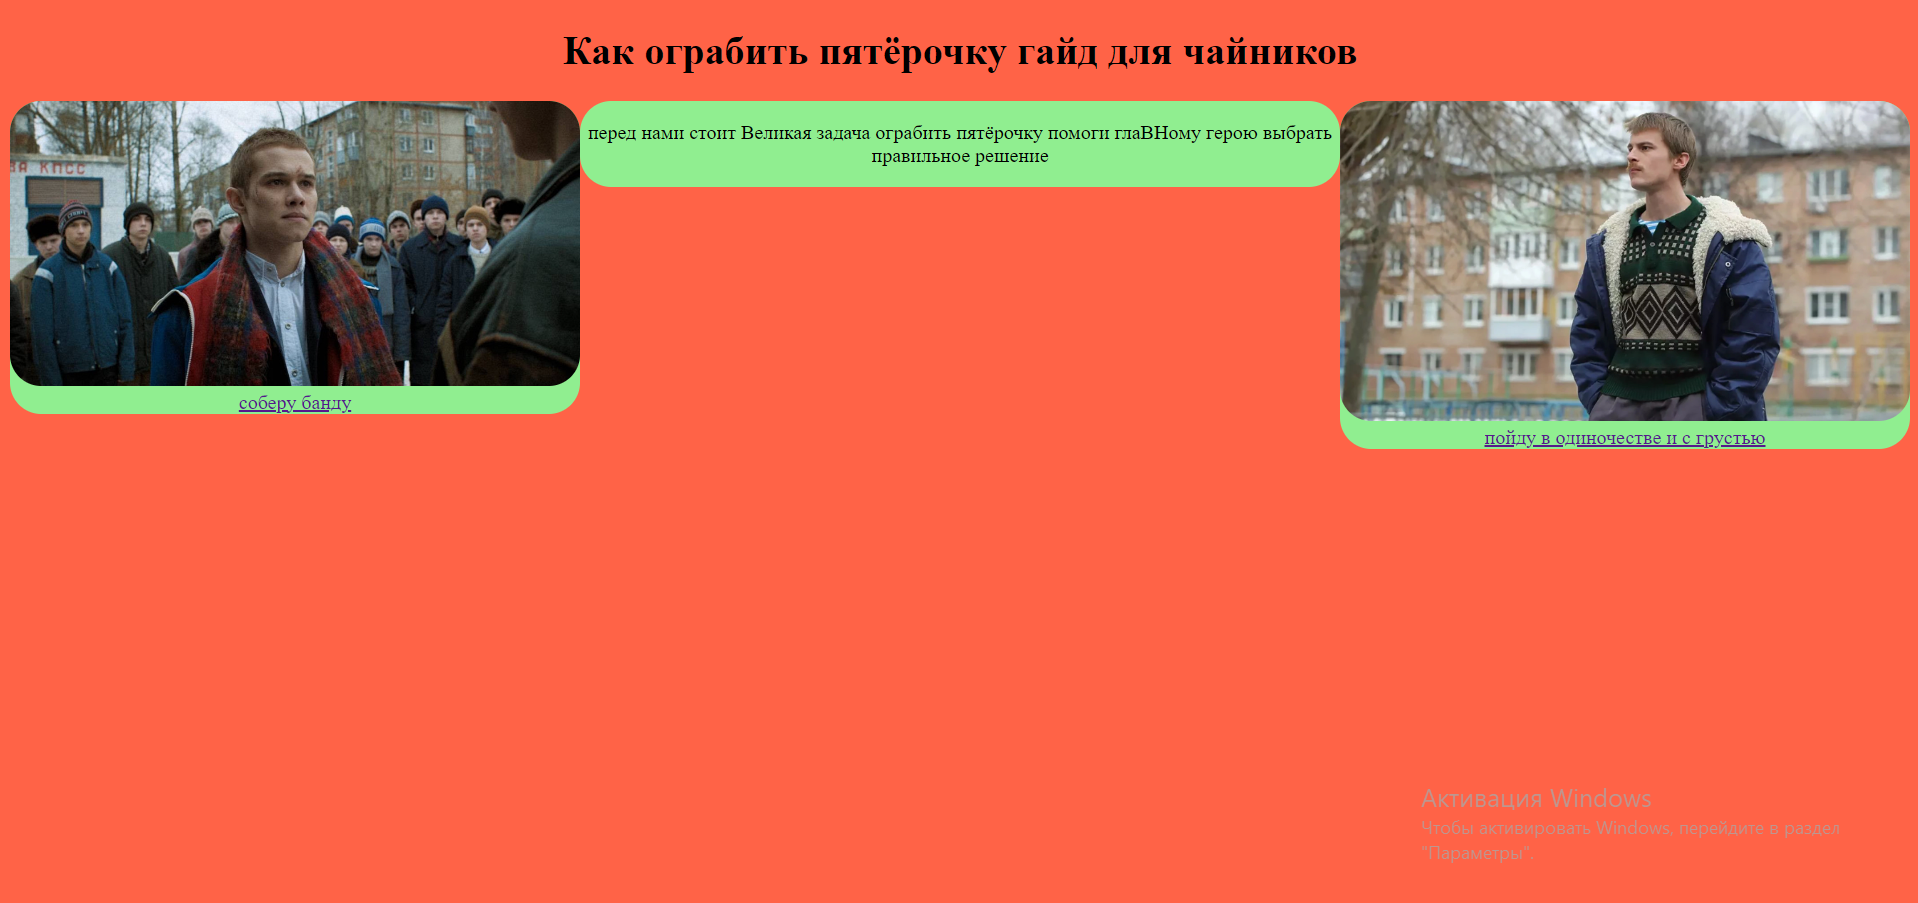 Как ограбить пятёрочку гайд для чайников
ВА КПСС
перед нами стоит Великая задача ограбить пятёрочку помоги глаВНому герою выбрать
правильное решение
соберу банду
пойду в одиночестве и с грустью
Активация Windows
Чтобы активировать Windows, перейдите в раздел
"Параметры".